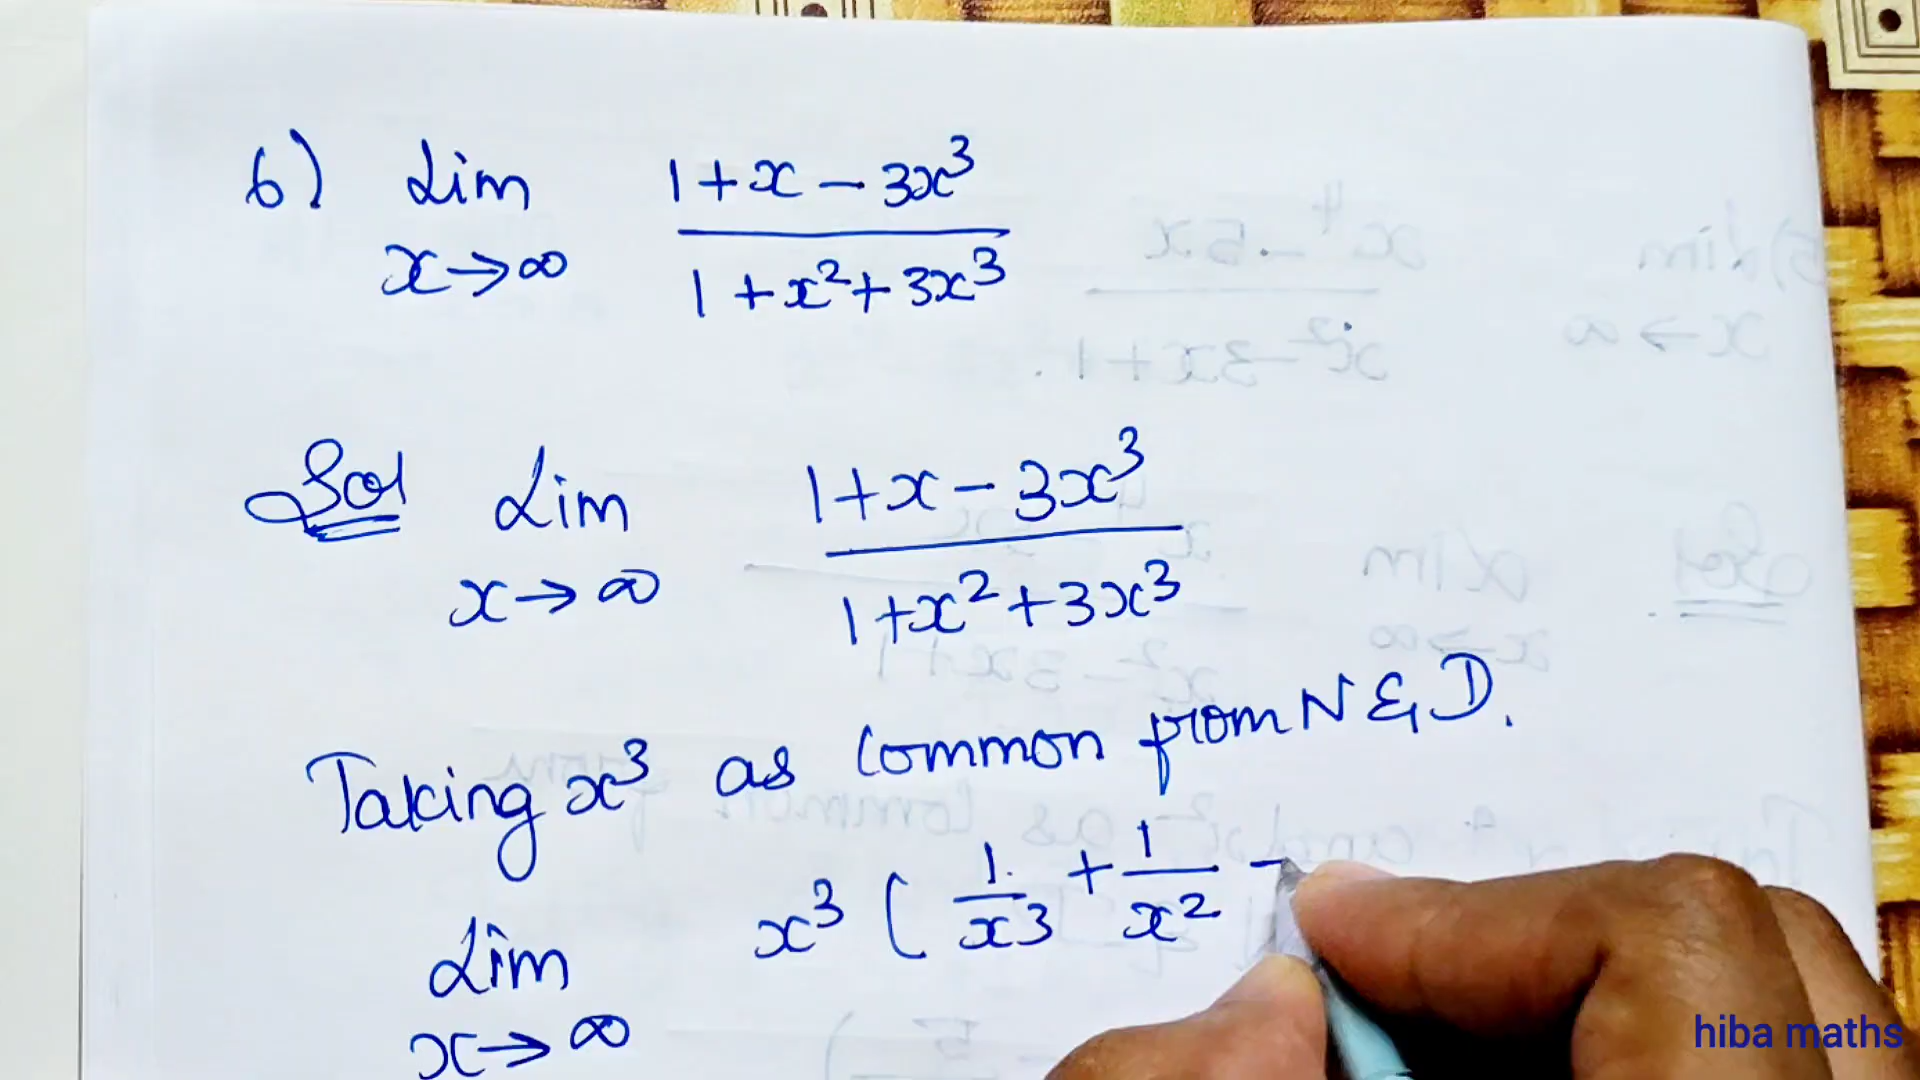 6) Lim 1+x-3x³
x→∞ 1+x²+3x³
Sol Lim 1+x-3x³
x→∞ 1+x²+3x³
Taking x³ as common from N & D.
Lim x³ ( 1/x³ + 1/x² -
x→∞
hiba maths